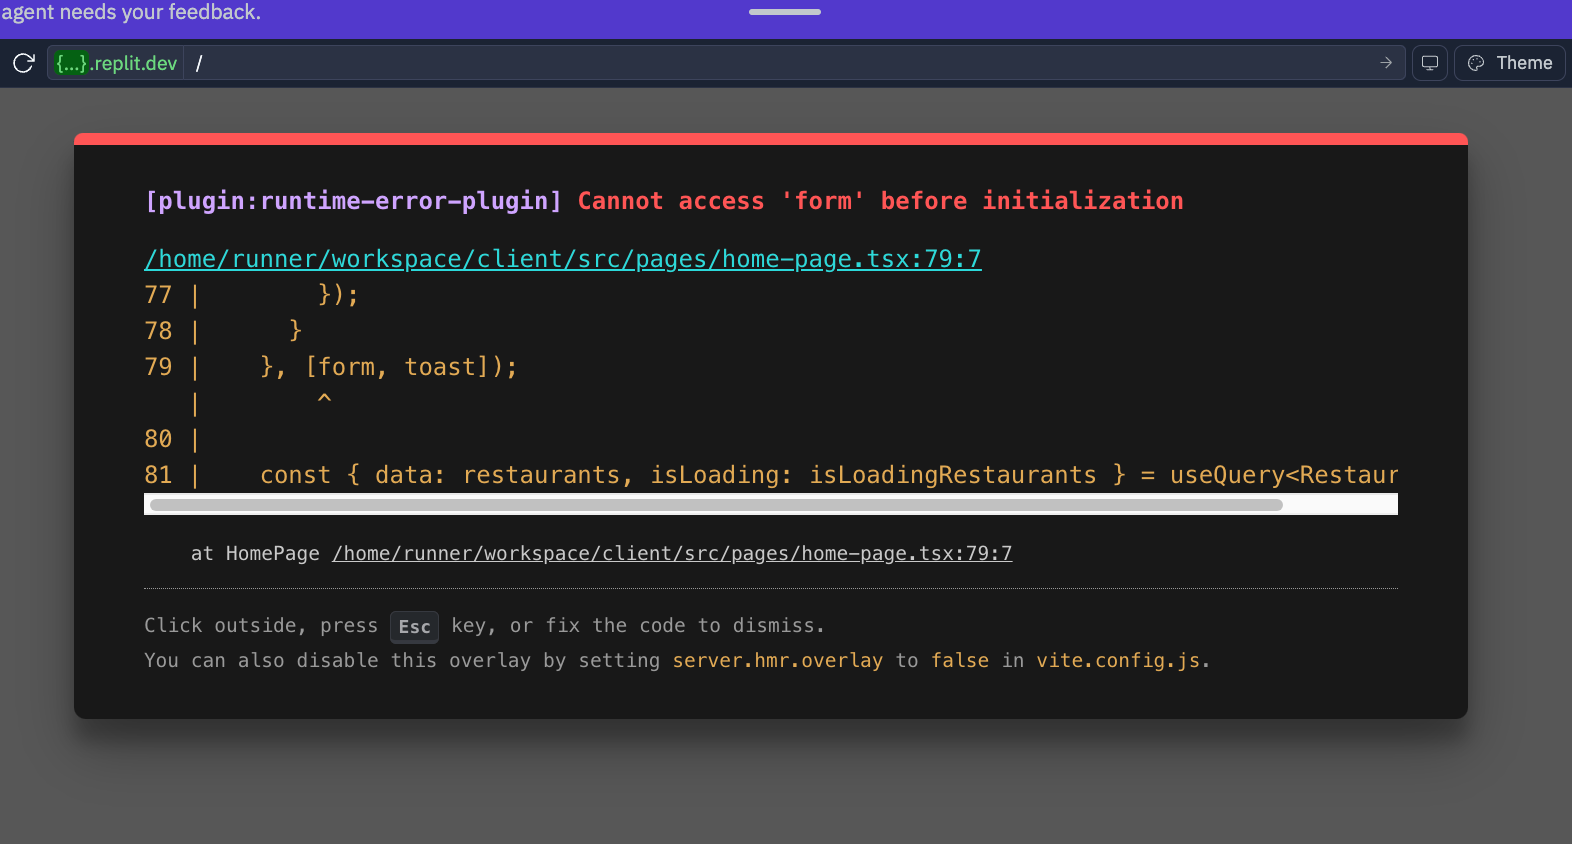 agent needs your feedback.
{...}.replit.dev / → Theme
[plugin:runtime-error-plugin] Cannot access 'form' before initialization
/home/runner/workspace/client/src/pages/home-page.tsx:79:7
77 |        });
78 |      }
79 |    }, [form, toast]);
   |        ^
80 |
81 |    const { data: restaurants, isLoading: isLoadingRestaurants } = useQuery<Restaur
at HomePage /home/runner/workspace/client/src/pages/home-page.tsx:79:7
Click outside, press Esc key, or fix the code to dismiss.
You can also disable this overlay by setting server.hmr.overlay to false in vite.config.js.